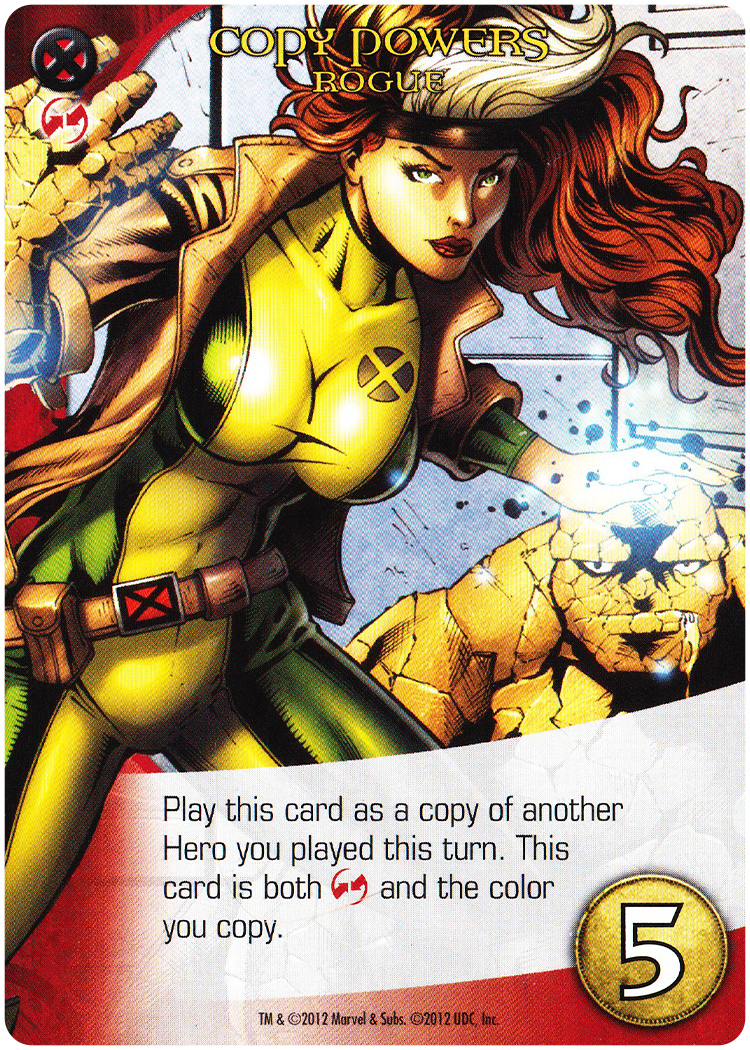 COPY POWERS
ROGUE
Play this card as a copy of another
Hero you played this turn. This
card is both and the color
you copy.
5
TM & ©2012 Marvel & Subs. ©2012 UDC, Inc.